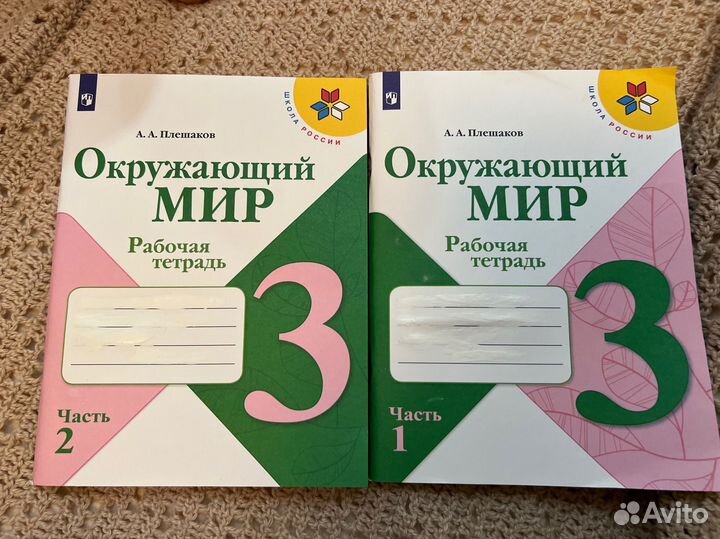 ШКОЛА РОССИИ
А. А. Плешаков
Окружающий
МИР
Рабочая
тетрадь
3
Часть
2
ШКОЛА РОССИИ
А. А. Плешаков
Окружающий
МИР
Рабочая
тетрадь
3
Часть
1
Avito